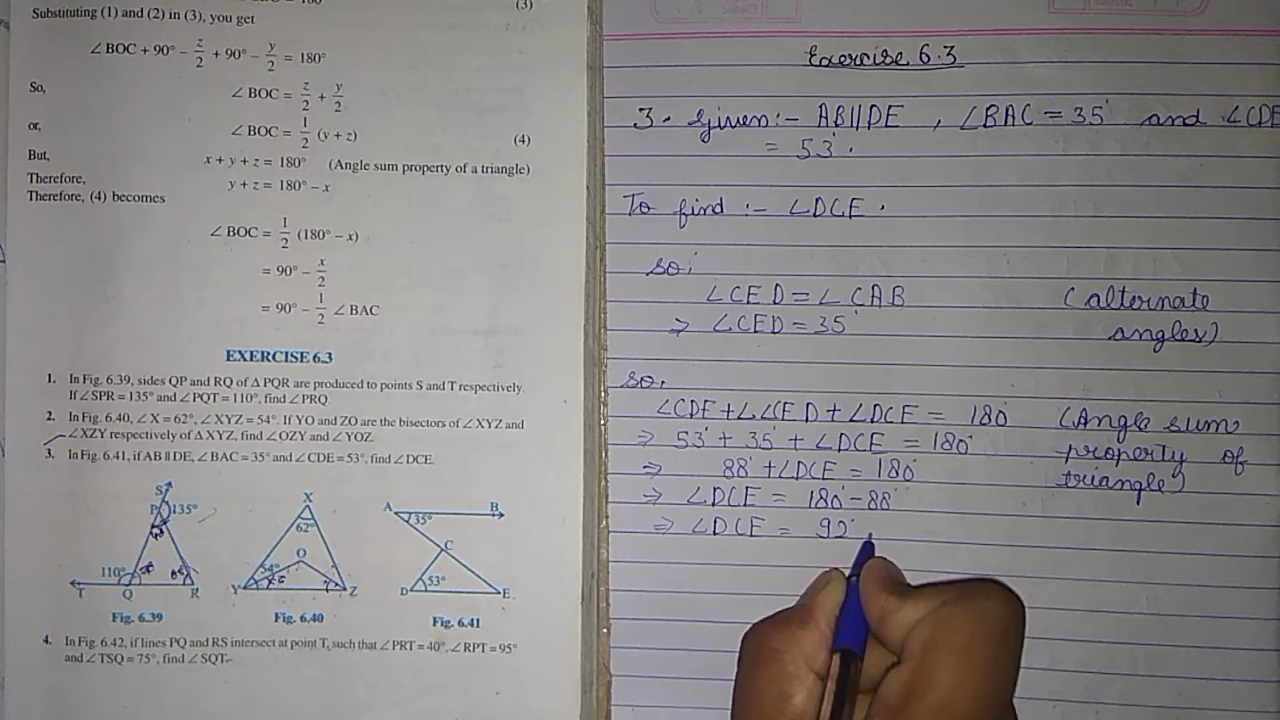 (3)
Substituting (1) and (2) in (3), you get
∠ BOC + 90° – z/2 + 90° – y/2 = 180°
So, ∠ BOC = z/2 + y/2
or, ∠ BOC = 1/2 (y + z) (4)
But, x + y + z = 180° (Angle sum property of a triangle)
Therefore, y + z = 180° – x
Therefore, (4) becomes
∠ BOC = 1/2 (180° – x)
= 90° – x/2
= 90° – 1/2 ∠ BAC
EXERCISE 6.3
1. In Fig. 6.39, sides QP and RQ of Δ PQR are produced to points S and T respectively.
If ∠ SPR = 135° and ∠ PQT = 110°, find ∠ PRQ.
2. In Fig. 6.40, ∠ X = 62°, ∠ XYZ = 54°. If YO and ZO are the bisectors of ∠ XYZ and
∠ XZY respectively of Δ XYZ, find ∠ OZY and ∠ YOZ.
3. In Fig. 6.41, if AB || DE, ∠ BAC = 35° and ∠ CDE = 53°, find ∠ DCE.
S
P 135°
110°
T Q R
Fig. 6.39
X
62°
O
54°
Y Z
Fig. 6.40
A B
35°
C
53°
D E
Fig. 6.41
4. In Fig. 6.42, if lines PQ and RS intersect at point T, such that ∠ PRT = 40°, ∠ RPT = 95°
and ∠ TSQ = 75°, find ∠ SQT.
Exercise 6.3
3. Given:- AB||DE, ∠BAC = 35° and ∠CDE
= 53°.
To find :- ∠DCE.
so,
∠CED = ∠CAB (alternate
⇒ ∠CED = 35° angles)
so,
∠CDE + ∠CED + ∠DCE = 180° (Angle sum
⇒ 53° + 35° + ∠DCE = 180° property of
⇒ 88° + ∠DCE = 180° triangle)
⇒ ∠DCE = 180° – 88°
⇒ ∠DCE = 92°.